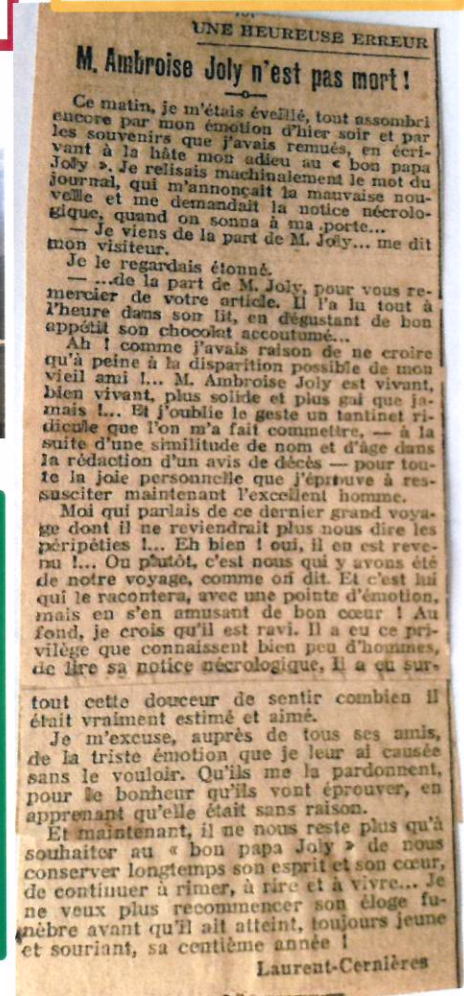 UNE HEUREUSE ERREUR
M. Ambroise Joly n'est pas mort !
Ce matin, je m'étais éveillé, tout assombri
encore par mon émotion d'hier soir et par
les souvenirs que j'avais remués, en écri-
vant à la hâte mon adieu au « bon papa
Jolly ». Je relisais machinalement le mot du
journal, qui m'annonçait la mauvaise nou-
velle et me demandait la notice nécrolo-
gique, quand on sonna à ma porte...
— Je viens de la part de M. Joly... me dit
mon visiteur.
Je le regardais étonné.
— ...de la part de M. Joly, pour vous re-
mercier de votre article. Il l'a lu tout à
l'heure dans son lit, en dégustant de bon
appétit son chocolat accoutumé...
Ah ! comme j'avais raison de ne croire
qu'à peine à la disparition possible de mon
vieil ami !... M. Ambroise Joly est vivant,
bien vivant, plus solide et plus gai que ja-
mais !... Et j'oublie le geste un tantinet ri-
dicule que l'on m'a fait commettre, — à la
suite d'une similitude de nom et d'âge dans
la rédaction d'un avis de décès — pour tou-
te la joie personnelle que j'éprouve à res-
susciter maintenant l'excellent homme.
Moi qui parlais de ce dernier grand voya-
ge dont il ne reviendrait plus nous dire les
péripéties !... Eh bien ! oui, il en est reve-
nu !... Ou plutôt, c'est nous qui y avons été
de notre voyage, comme on dit. Et c'est lui
qui le racontera, avec une pointe d'émotion,
mais en s'en amusant de bon cœur ! Au
fond, je crois qu'il est ravi. Il a eu ce pri-
vilège que connaissent bien peu d'hommes,
de lire sa notice nécrologique. Il a eu sur-
tout cette douceur de sentir combien il
était vraiment estimé et aimé.
Je m'excuse, auprès de tous ses amis,
de la triste émotion que je leur ai causée
sans le vouloir. Qu'ils me la pardonnent,
pour le bonheur qu'ils vont éprouver, en
apprenant qu'elle était sans raison.
Et maintenant, il ne nous reste plus qu'à
souhaiter au « bon papa Joly » de nous
conserver longtemps son esprit et son cœur,
de continuer à rimer, à rire et à vivre... Je
ne veux plus recommencer son éloge fu-
nèbre avant qu'il ait atteint, toujours jeune
et souriant, sa centième année !
Laurent-Cernières